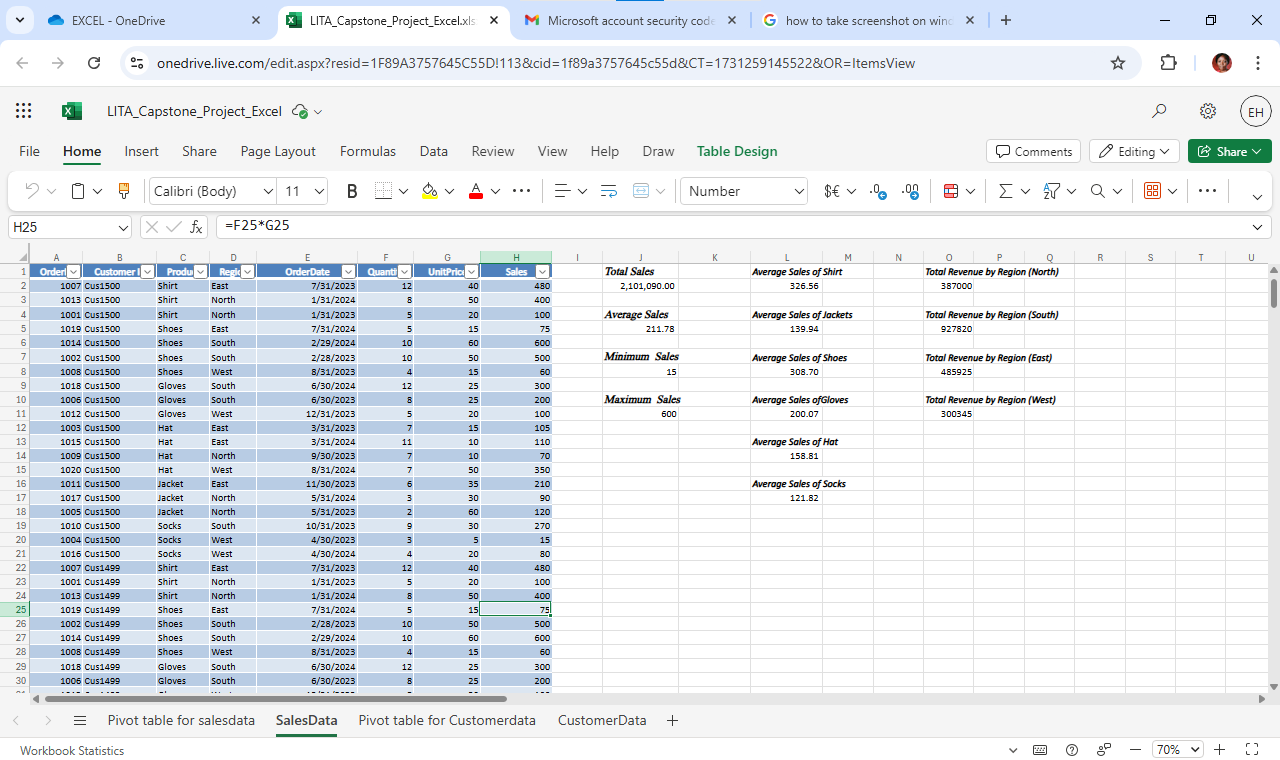 EXCEL - OneDrive LITA_Capstone_Project_Excel.xls Microsoft account security code how to take screenshot on wind
onedrive.live.com/edit.aspx?resid=1F89A3757645C55D!113&cid=1f89a3757645c55d&CT=1731259145522&OR=ItemsView
LITA_Capstone_Project_Excel EH
File Home Insert Share Page Layout Formulas Data Review View Help Draw Table Design Comments Editing Share
Calibri (Body) 11 B A Number $€
H25 fx =F25*G25
A B C D E F G H I J K L M N O P Q R S T U
1 OrderI Customer I Produ Regio OrderDate Quanti UnitPric Sales Total Sales Average Sales of Shirt Total Revenue by Region (North)
2 1007 Cus1500 Shirt East 7/31/2023 12 40 480 2,101,090.00 326.56 387000
3 1013 Cus1500 Shirt North 1/31/2024 8 50 400
4 1001 Cus1500 Shirt North 1/31/2023 5 20 100 Average Sales Average Sales of Jackets Total Revenue by Region (South)
5 1019 Cus1500 Shoes East 7/31/2024 5 15 75 211.78 139.94 927820
6 1014 Cus1500 Shoes South 2/29/2024 10 60 600
7 1002 Cus1500 Shoes South 2/28/2023 10 50 500 Minimum Sales Average Sales of Shoes Total Revenue by Region (East)
8 1008 Cus1500 Shoes West 8/31/2023 4 15 60 15 308.70 485925
9 1018 Cus1500 Gloves South 6/30/2024 12 25 300
10 1006 Cus1500 Gloves South 6/30/2023 8 25 200 Maximum Sales Average Sales ofGloves Total Revenue by Region (West)
11 1012 Cus1500 Gloves West 12/31/2023 5 20 100 600 200.07 300345
12 1003 Cus1500 Hat East 3/31/2023 7 15 105
13 1015 Cus1500 Hat East 3/31/2024 11 10 110 Average Sales of Hat
14 1009 Cus1500 Hat North 9/30/2023 7 10 70 158.81
15 1020 Cus1500 Hat West 8/31/2024 7 50 350
16 1011 Cus1500 Jacket East 11/30/2023 6 35 210 Average Sales of Socks
17 1017 Cus1500 Jacket North 5/31/2024 3 30 90 121.82
18 1005 Cus1500 Jacket North 5/31/2023 2 60 120
19 1010 Cus1500 Socks South 10/31/2023 9 30 270
20 1004 Cus1500 Socks West 4/30/2023 3 5 15
21 1016 Cus1500 Socks West 4/30/2024 4 20 80
22 1007 Cus1499 Shirt East 7/31/2023 12 40 480
23 1001 Cus1499 Shirt North 1/31/2023 5 20 100
24 1013 Cus1499 Shirt North 1/31/2024 8 50 400
25 1019 Cus1499 Shoes East 7/31/2024 5 15 75
26 1002 Cus1499 Shoes South 2/28/2023 10 50 500
27 1014 Cus1499 Shoes South 2/29/2024 10 60 600
28 1008 Cus1499 Shoes West 8/31/2023 4 15 60
29 1018 Cus1499 Gloves South 6/30/2024 12 25 300
30 1006 Cus1499 Gloves South 6/30/2023 8 25 200
Pivot table for salesdata SalesData Pivot table for Customerdata CustomerData
Workbook Statistics 70%